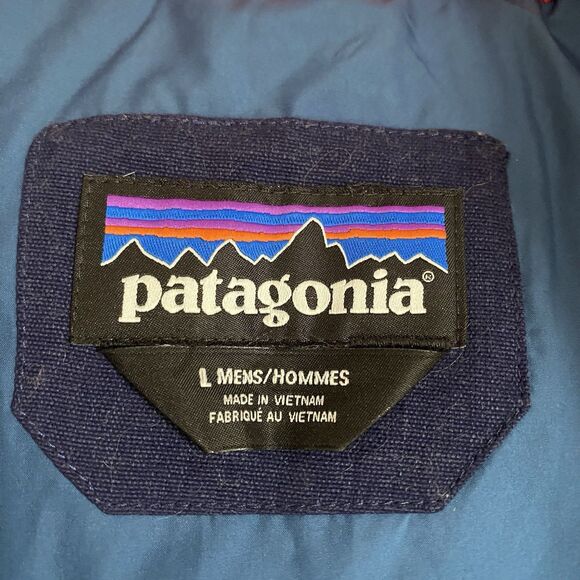 patagonia®
L MENS/HOMMES
MADE IN VIETNAM
FABRIQUÉ AU VIETNAM